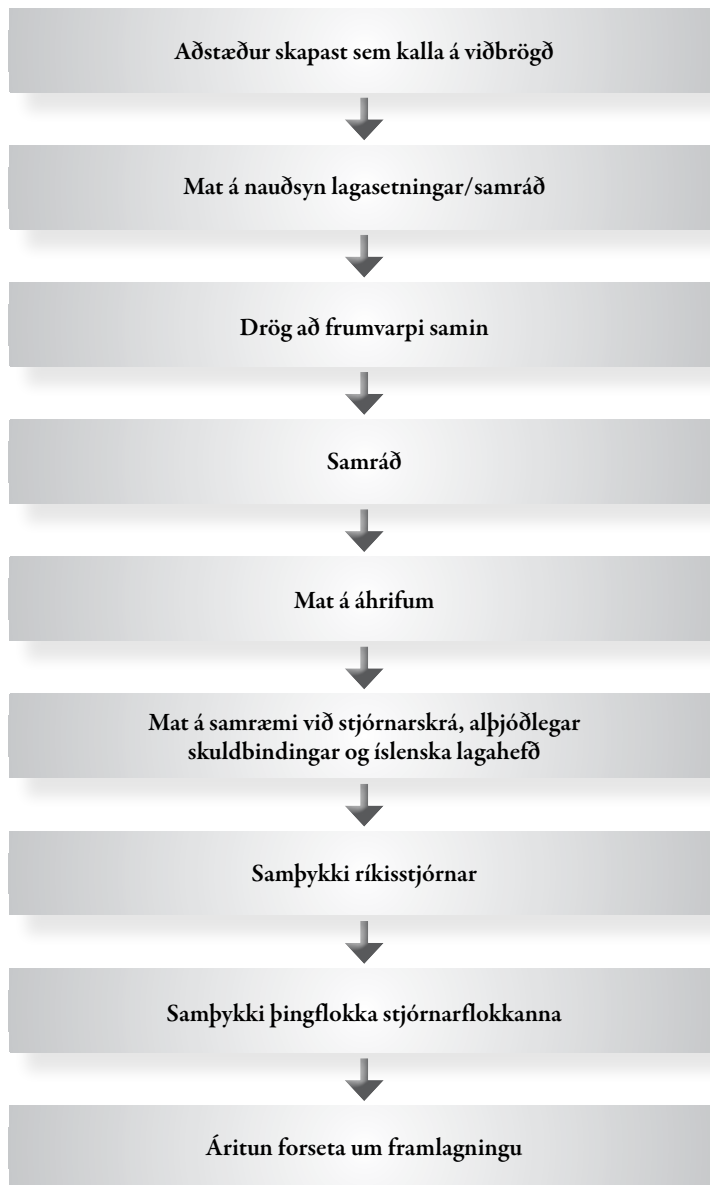 Aðstæður skapast sem kalla á viðbrögð
Mat á nauðsyn lagasetningar/samráð
Drög að frumvarpi samin
Samráð
Mat á áhrifum
Mat á samræmi við stjórnarskrá, alþjóðlegar
skuldbindingar og íslenska lagahefð
Samþykki ríkisstjórnar
Samþykki þingflokka stjórnarflokkanna
Áritun forseta um framlagningu